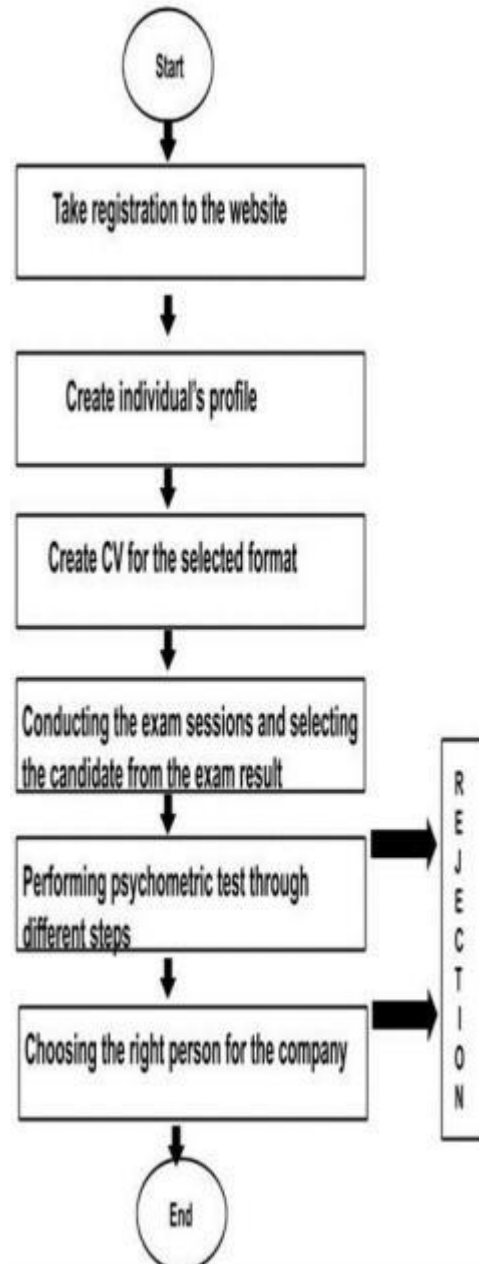 Start
Take registration to the website
Create individual's profile
Create CV for the selected format
Conducting the exam sessions and selecting
the candidate from the exam result
Performing psychometric test through
different steps
Choosing the right person for the company
End
R
E
J
E
C
T
I
O
N